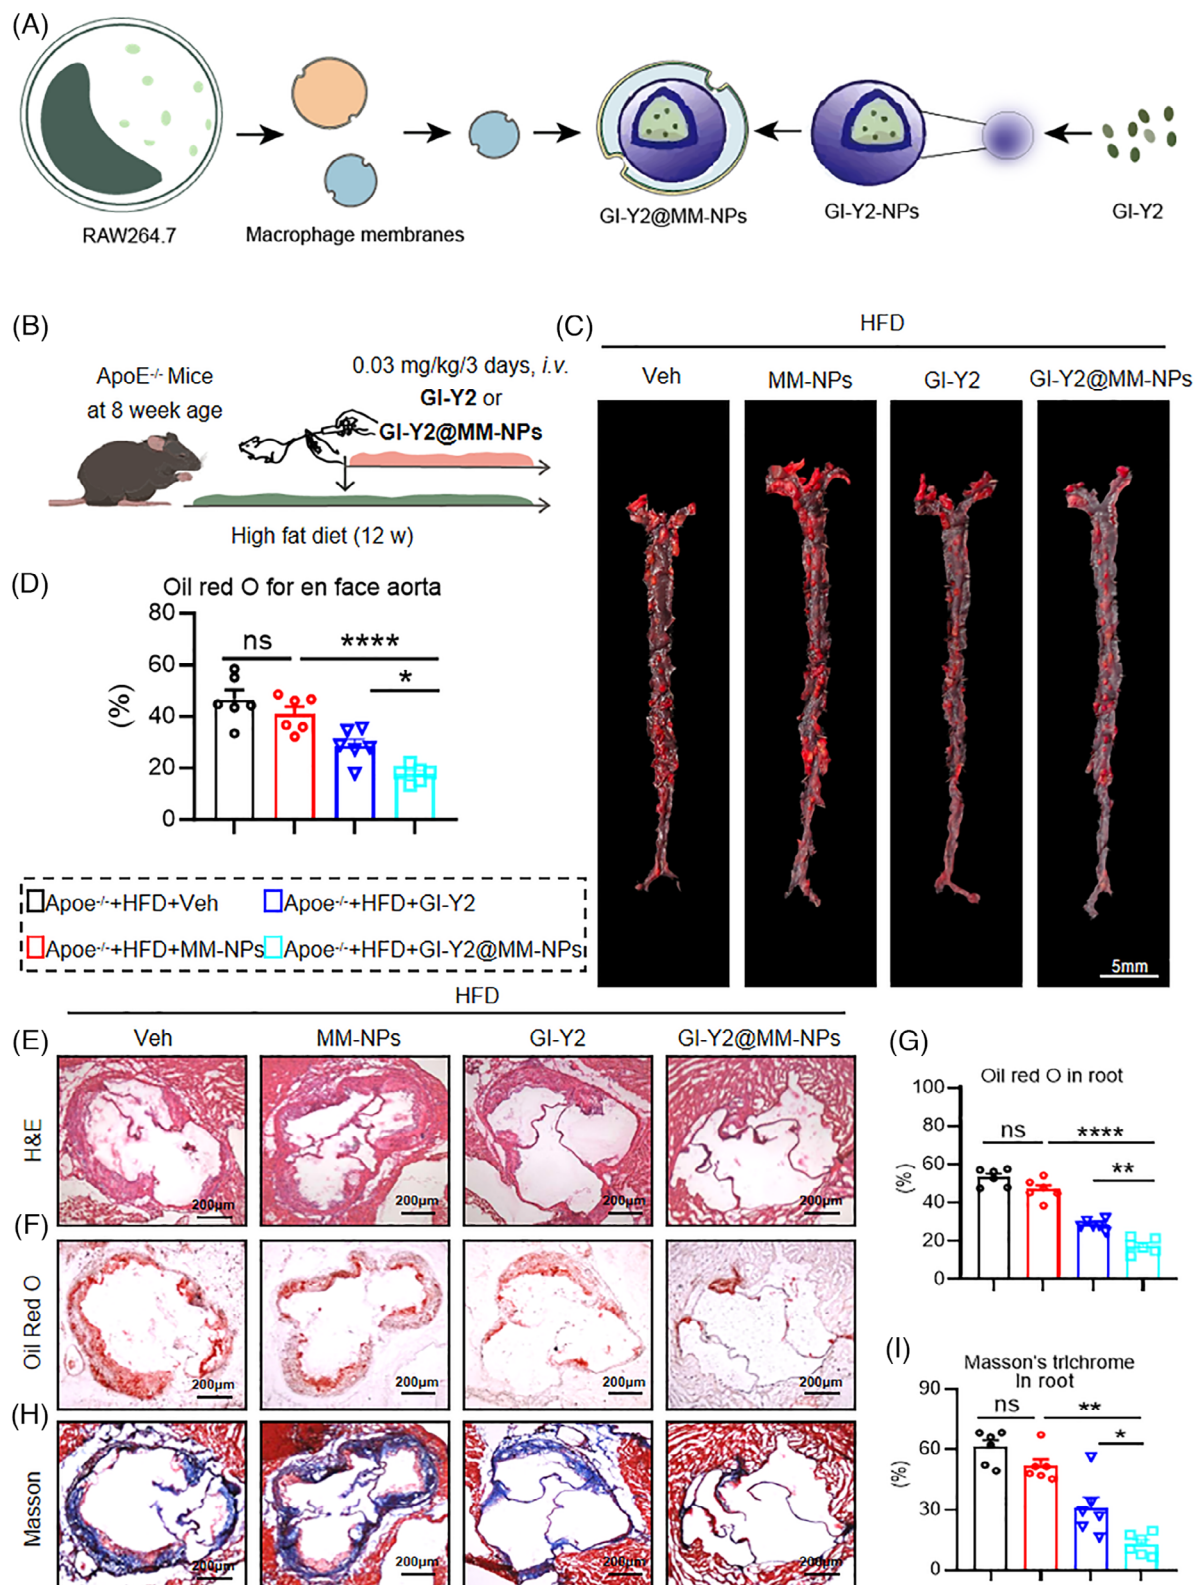 (A)
RAW264.7
Macrophage membranes
GI-Y2@MM-NPs
GI-Y2-NPs
GI-Y2
(B)
ApoE-/- Mice
at 8 week age
0.03 mg/kg/3 days, i.v.
GI-Y2 or
GI-Y2@MM-NPs
High fat diet (12 w)
(C)
HFD
Veh
MM-NPs
GI-Y2
GI-Y2@MM-NPs
5mm
(D)
Oil red O for en face aorta
(%)
80
60
40
20
0
ns
****
*
Apoe-/-+HFD+Veh
Apoe-/-+HFD+GI-Y2
Apoe-/-+HFD+MM-NPs
Apoe-/-+HFD+GI-Y2@MM-NPs
HFD
(E)
Veh
MM-NPs
GI-Y2
GI-Y2@MM-NPs
H&E
200μm
200μm
200μm
200μm
(F)
Oil Red O
200μm
200μm
200μm
200μm
(H)
Masson
200μm
200μm
200μm
200μm
(G)
Oil red O in root
(%)
100
80
60
40
20
0
ns
****
**
(I)
Masson's trichrome
In root
(%)
90
60
30
0
ns
**
*